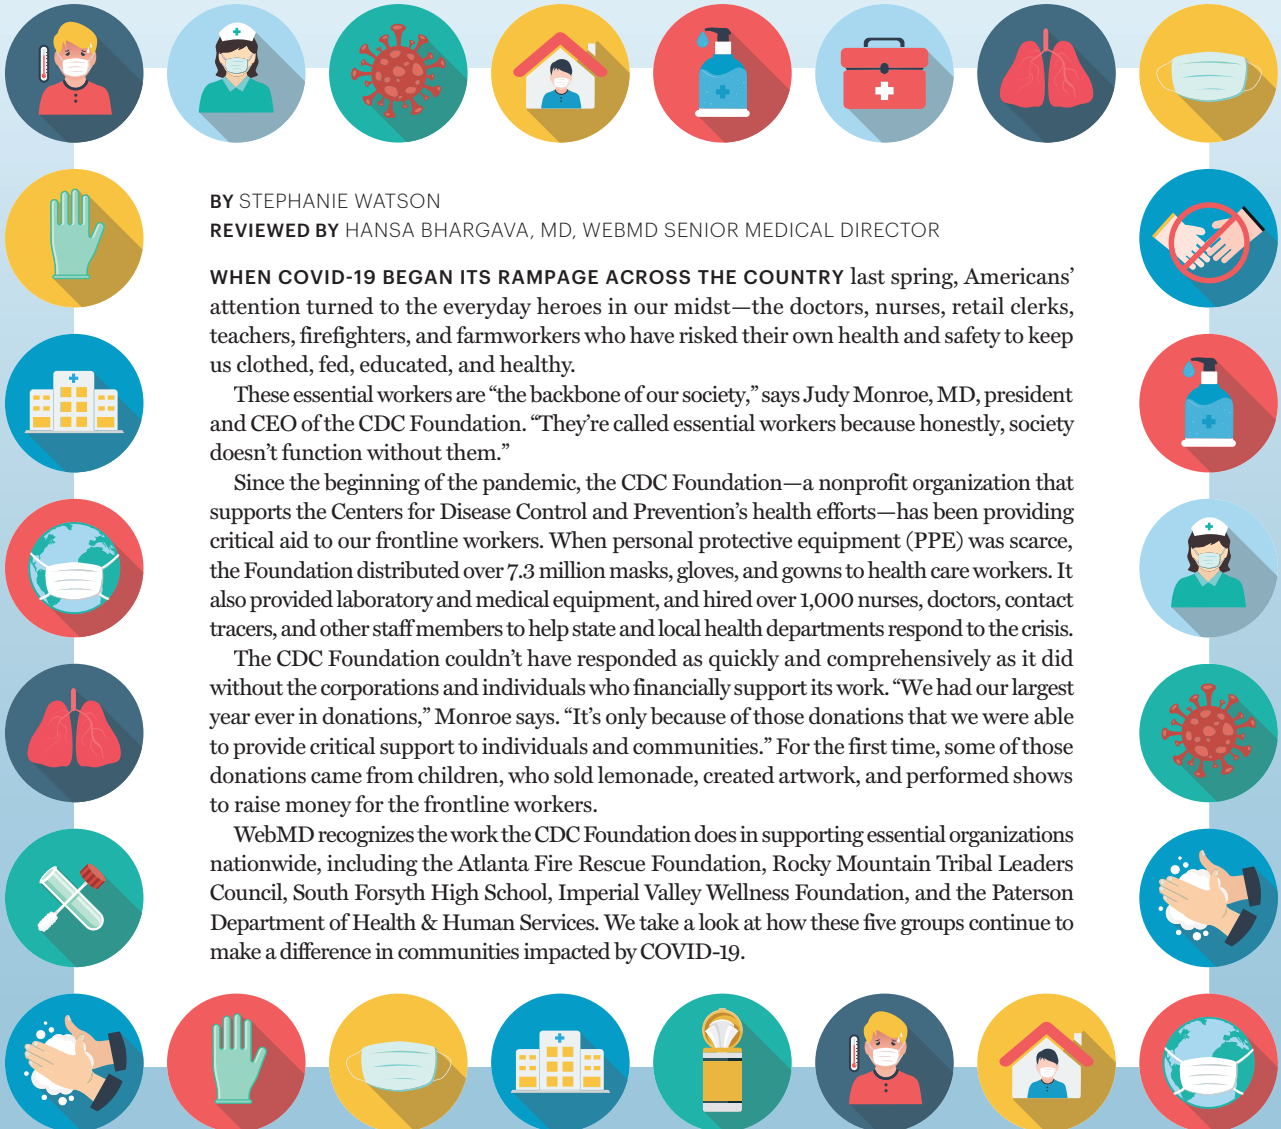 BY STEPHANIE WATSON
REVIEWED BY HANSA BHARGAVA, MD, WEBMD SENIOR MEDICAL DIRECTOR
WHEN COVID-19 BEGAN ITS RAMPAGE ACROSS THE COUNTRY last spring, Americans’
attention turned to the everyday heroes in our midst—the doctors, nurses, retail clerks,
teachers, firefighters, and farmworkers who have risked their own health and safety to keep
us clothed, fed, educated, and healthy.
These essential workers are “the backbone of our society,” says Judy Monroe, MD, president
and CEO of the CDC Foundation. “They’re called essential workers because honestly, society
doesn’t function without them.”
Since the beginning of the pandemic, the CDC Foundation—a nonprofit organization that
supports the Centers for Disease Control and Prevention’s health efforts—has been providing
critical aid to our frontline workers. When personal protective equipment (PPE) was scarce,
the Foundation distributed over 7.3 million masks, gloves, and gowns to health care workers. It
also provided laboratory and medical equipment, and hired over 1,000 nurses, doctors, contact
tracers, and other staff members to help state and local health departments respond to the crisis.
The CDC Foundation couldn’t have responded as quickly and comprehensively as it did
without the corporations and individuals who financially support its work. “We had our largest
year ever in donations,” Monroe says. “It’s only because of those donations that we were able
to provide critical support to individuals and communities.” For the first time, some of those
donations came from children, who sold lemonade, created artwork, and performed shows
to raise money for the frontline workers.
WebMD recognizes the work the CDC Foundation does in supporting essential organizations
nationwide, including the Atlanta Fire Rescue Foundation, Rocky Mountain Tribal Leaders
Council, South Forsyth High School, Imperial Valley Wellness Foundation, and the Paterson
Department of Health & Human Services. We take a look at how these five groups continue to
make a difference in communities impacted by COVID-19.